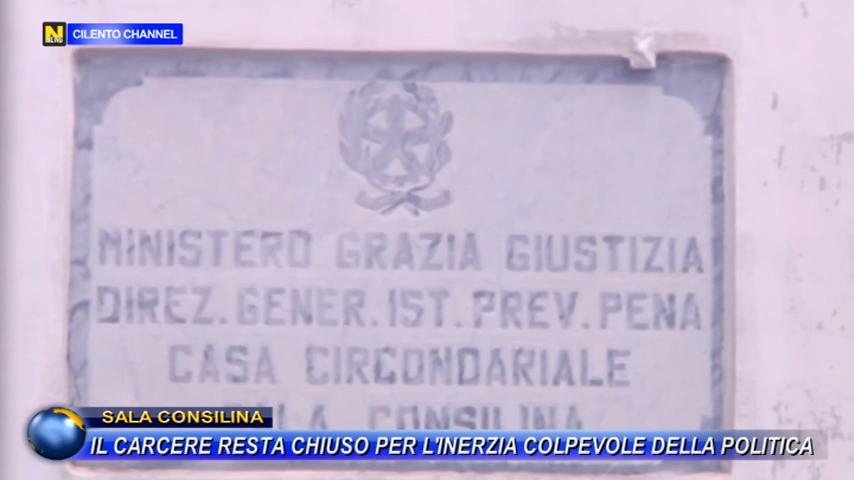 CILENTO CHANNEL
MINISTERO GRAZIA GIUSTIZIA
DIREZ. GENER. IST. PREV. PENA
CASA CIRCONDARIALE
CONSILINA
SALA CONSILINA
IL CARCERE RESTA CHIUSO PER L'INERZIA COLPEVOLE DELLA POLITICA